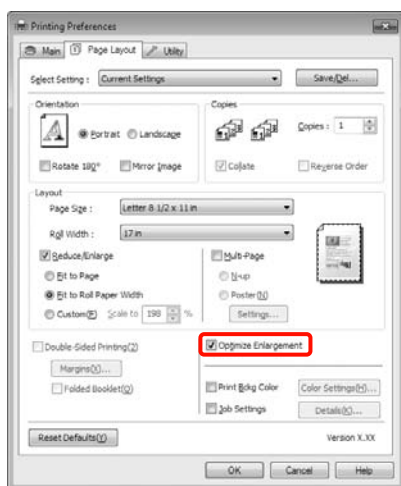 Printing Preferences
Main Page Layout Utility
Select Setting : Current Settings Save/Del...
Orientation
Portrait Landscape
Rotate 180° Mirror Image
Copies
Copies : 1
Collate Reverse Order
Layout
Page Size : Letter 8 1/2 x 11 in
Roll Width : 17 in
Reduce/Enlarge
Fit to Page
Fit to Roll Paper Width
Custom(F) Scale to 198 %
Multi-Page
N-up
Poster(N)
Settings...
Double-Sided Printing(2)
Margins(X)...
Folded Booklet(Q)
Optimize Enlargement
Print Bckg Color Color Settings(H)...
Job Settings Details(K)...
Reset Defaults(Y) Version X.XX
OK Cancel Help